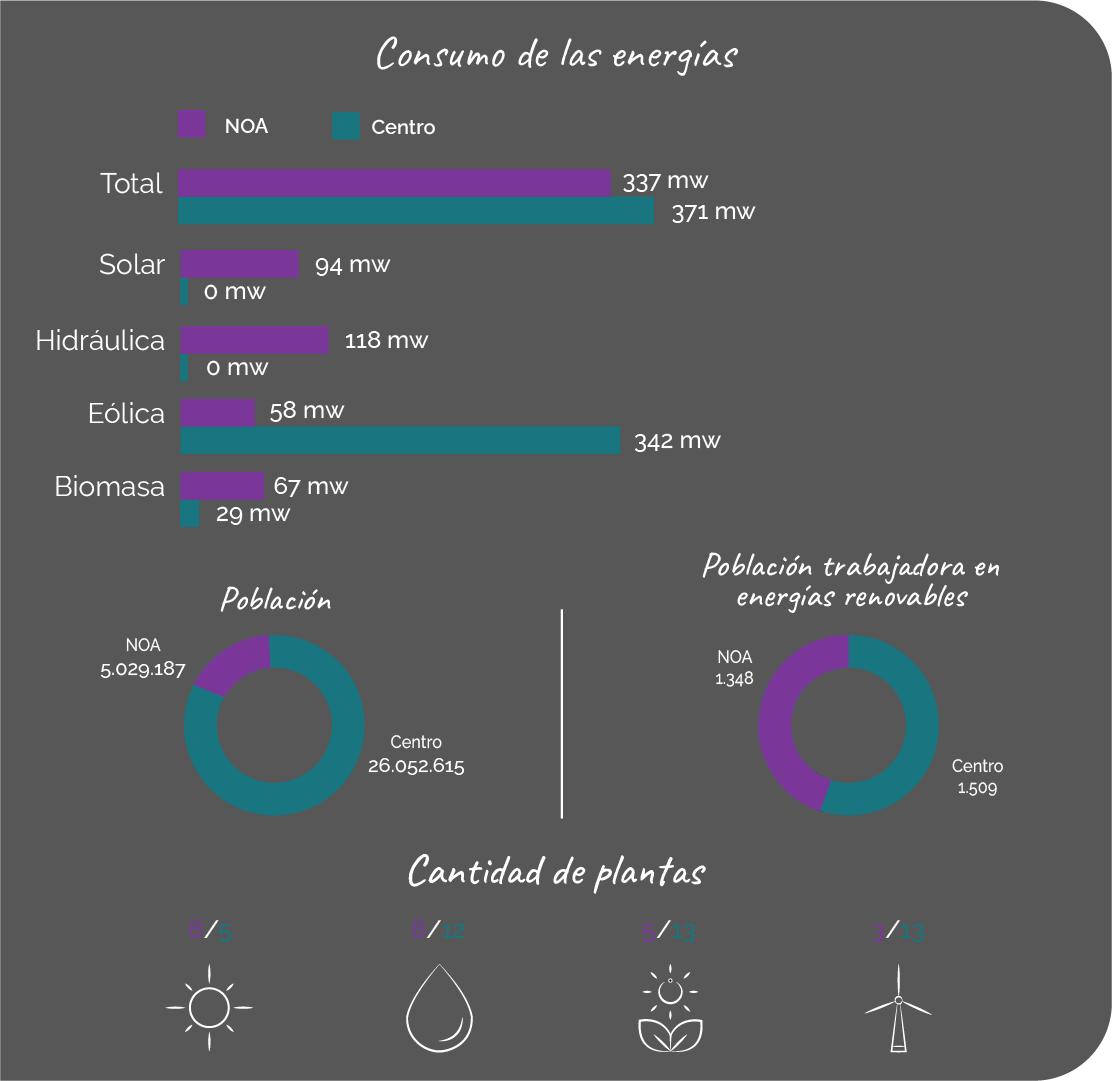 Consumo de las energías
NOA
Centro
Total
337 mw
371 mw
Solar
94 mw
0 mw
Hidráulica
118 mw
0 mw
Eólica
58 mw
342 mw
Biomasa
67 mw
29 mw
Población
NOA
5.029.187
Centro
26.052.615
Población trabajadora en
energías renovables
NOA
1.348
Centro
1.509
Cantidad de plantas
8/5
8/12
5/13
3/13